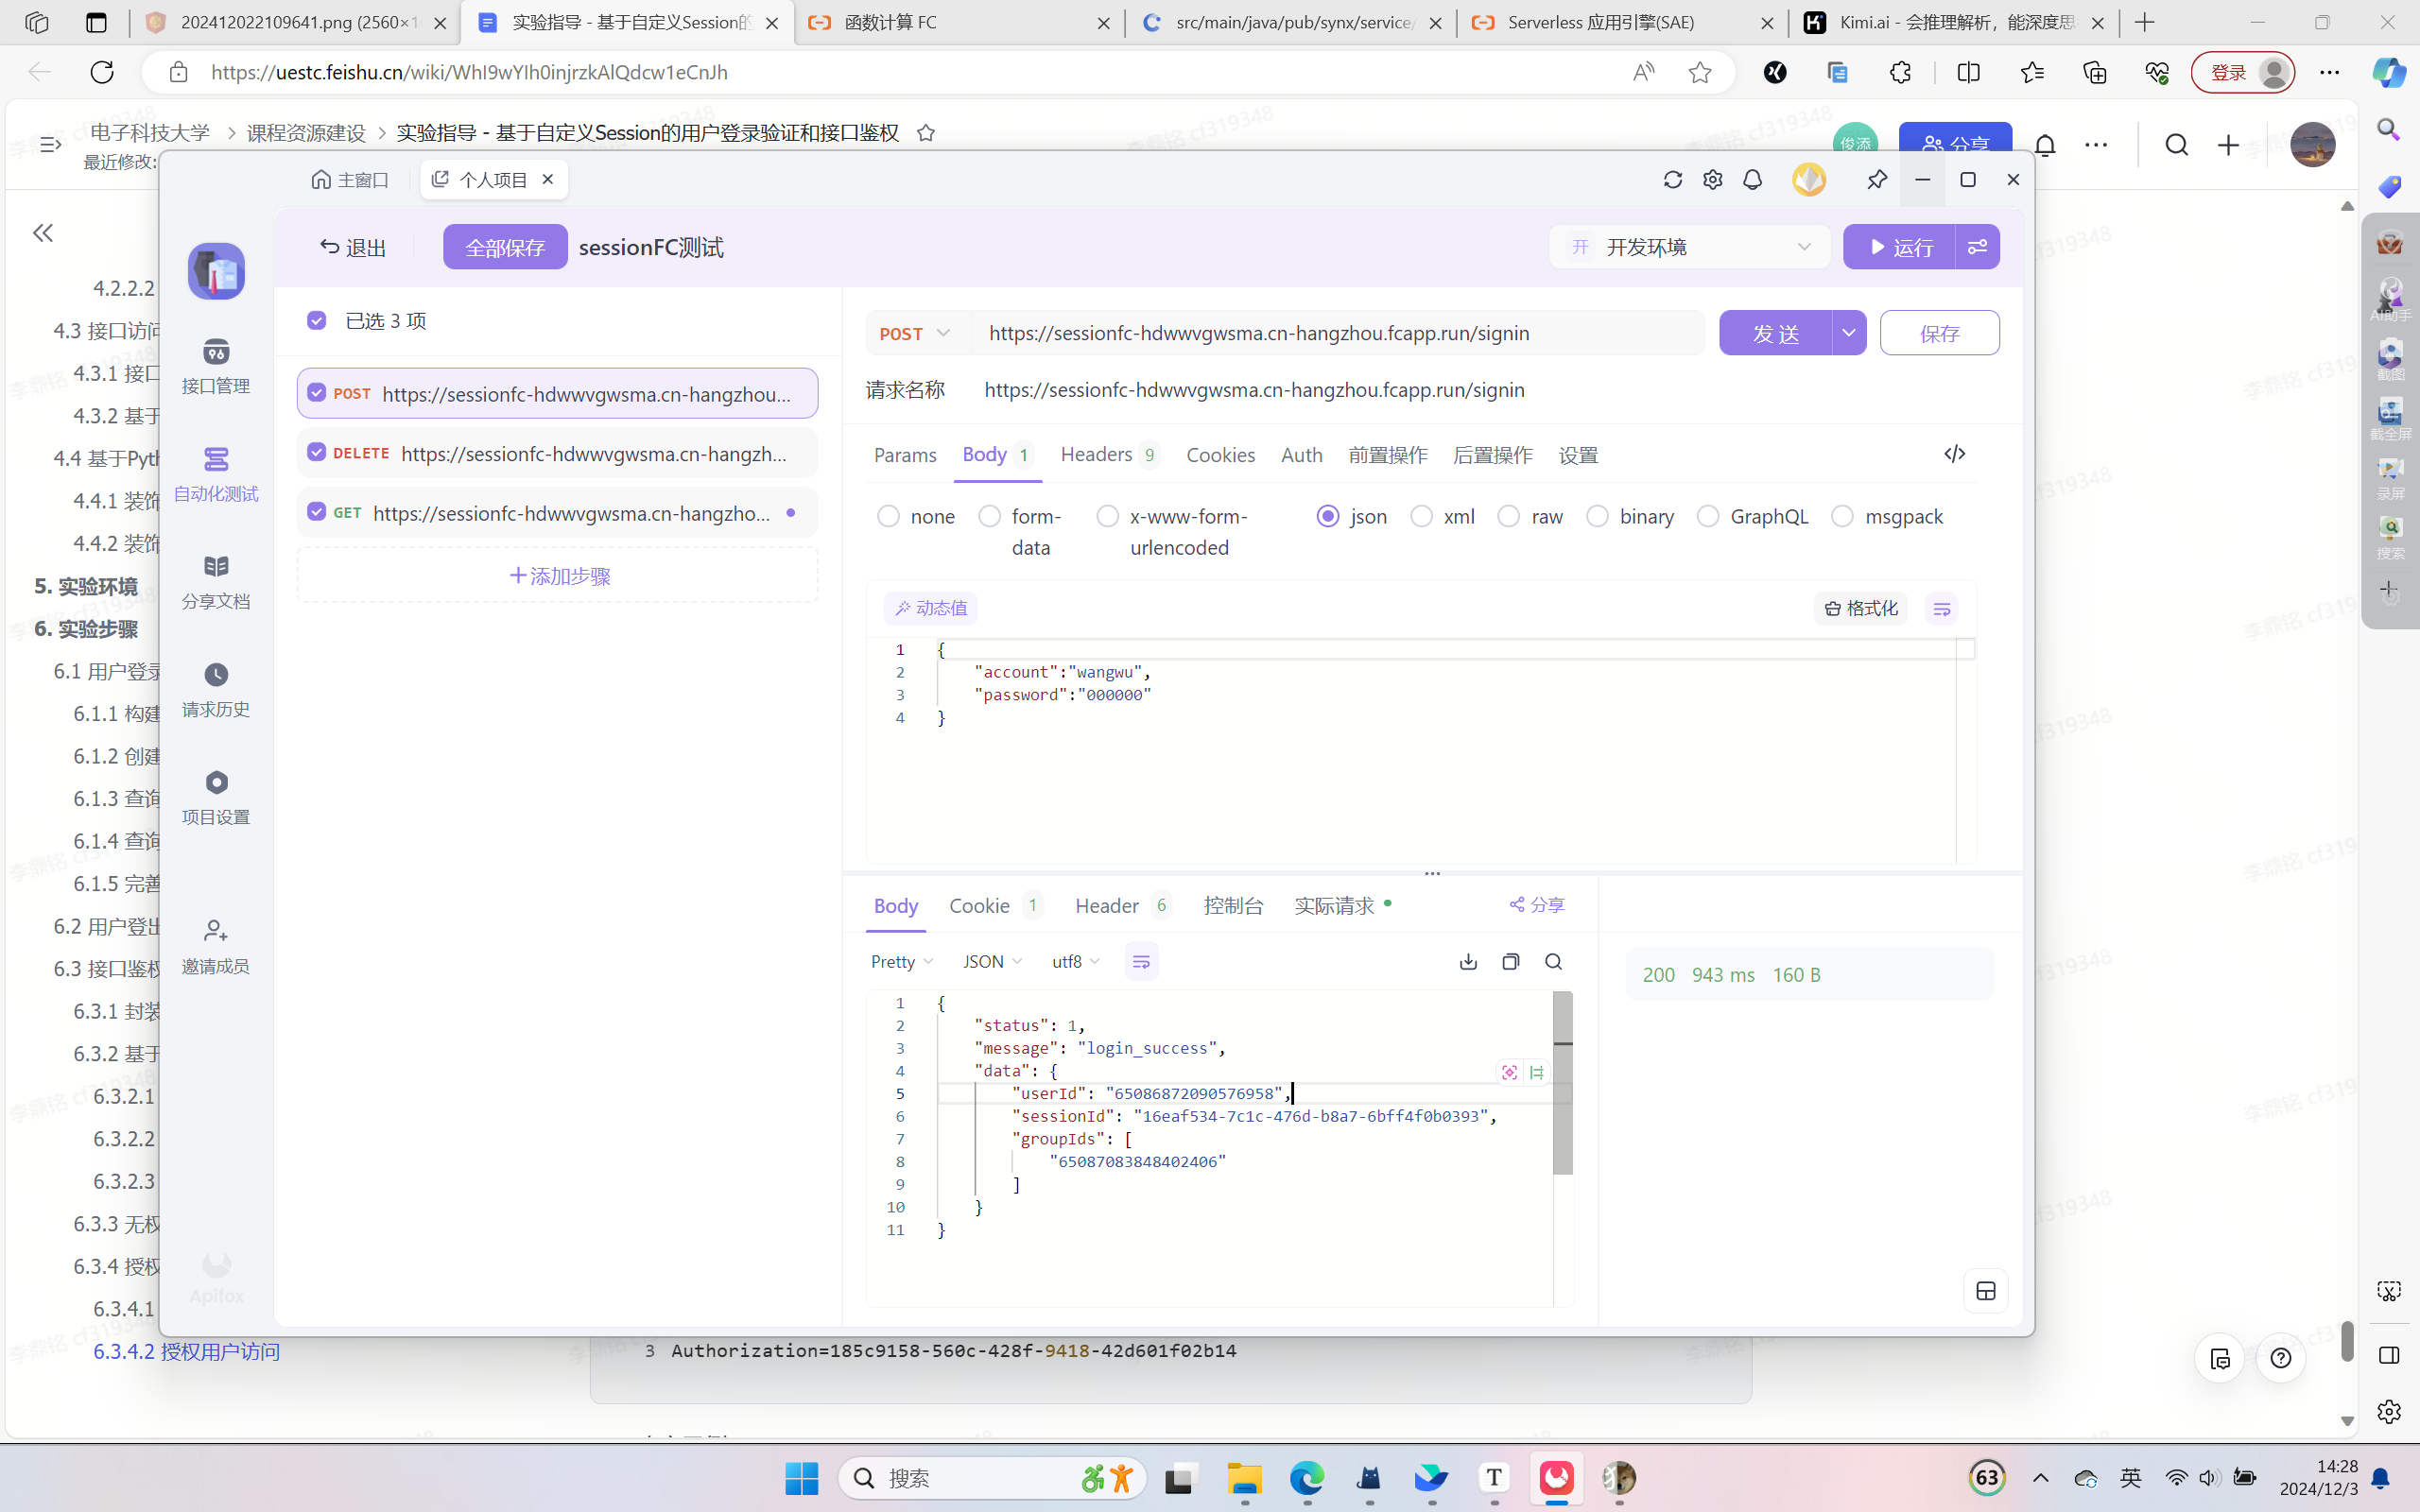 202412022109641.png (2560×1
实验指导 - 基于自定义Session的
函数计算 FC
src/main/java/pub/synx/service/
Serverless 应用引擎(SAE)
Kimi.ai - 会推理解析，能深度思
https://uestc.feishu.cn/wiki/WhI9wYIh0injrzkAlQdcw1eCnJh
登录
电子科技大学 > 课程资源建设 > 实验指导 - 基于自定义Session的用户登录验证和接口鉴权
最近修改:
俊添
分享
主窗口
个人项目
退出
全部保存
sessionFC测试
开 开发环境
运行
4.2.2.2
4.3 接口访问
4.3.1 接口
4.3.2 基于
4.4 基于Pyth
4.4.1 装饰
4.4.2 装饰
5. 实验环境
6. 实验步骤
6.1 用户登录
6.1.1 构建
6.1.2 创建
6.1.3 查询
6.1.4 查询
6.1.5 完善
6.2 用户登出
6.3 接口鉴权
6.3.1 封装
6.3.2 基于
6.3.2.1
6.3.2.2
6.3.2.3
6.3.3 无权
6.3.4 授权
6.3.4.1
6.3.4.2 授权用户访问
接口管理
自动化测试
分享文档
请求历史
项目设置
邀请成员
Apifox
已选 3 项
POST https://sessionfc-hdwwvgwsma.cn-hangzhou...
DELETE https://sessionfc-hdwwvgwsma.cn-hangzh...
GET https://sessionfc-hdwwvgwsma.cn-hangzho...
添加步骤
POST https://sessionfc-hdwwvgwsma.cn-hangzhou.fcapp.run/signin
发 送
保存
请求名称 https://sessionfc-hdwwvgwsma.cn-hangzhou.fcapp.run/signin
Params Body 1 Headers 9 Cookies Auth 前置操作 后置操作 设置
none form-data x-www-form-urlencoded json xml raw binary GraphQL msgpack
动态值
格式化
1 {
2 "account":"wangwu",
3 "password":"000000"
4 }
Body Cookie 1 Header 6 控制台 实际请求 分享
Pretty JSON utf8
200 943 ms 160 B
1 {
2 "status": 1,
3 "message": "login_success",
4 "data": {
5 "userId": "65086872090576958",
6 "sessionId": "16eaf534-7c1c-476d-b8a7-6bff4f0b0393",
7 "groupIds": [
8 "65087083848402406"
9 ]
10 }
11 }
3 Authorization=185c9158-560c-428f-9418-42d601f02b14
AI助手
截图
截全屏
录屏
搜索
李鼎铭 cf319348
搜索
63
英
14:28
2024/12/3